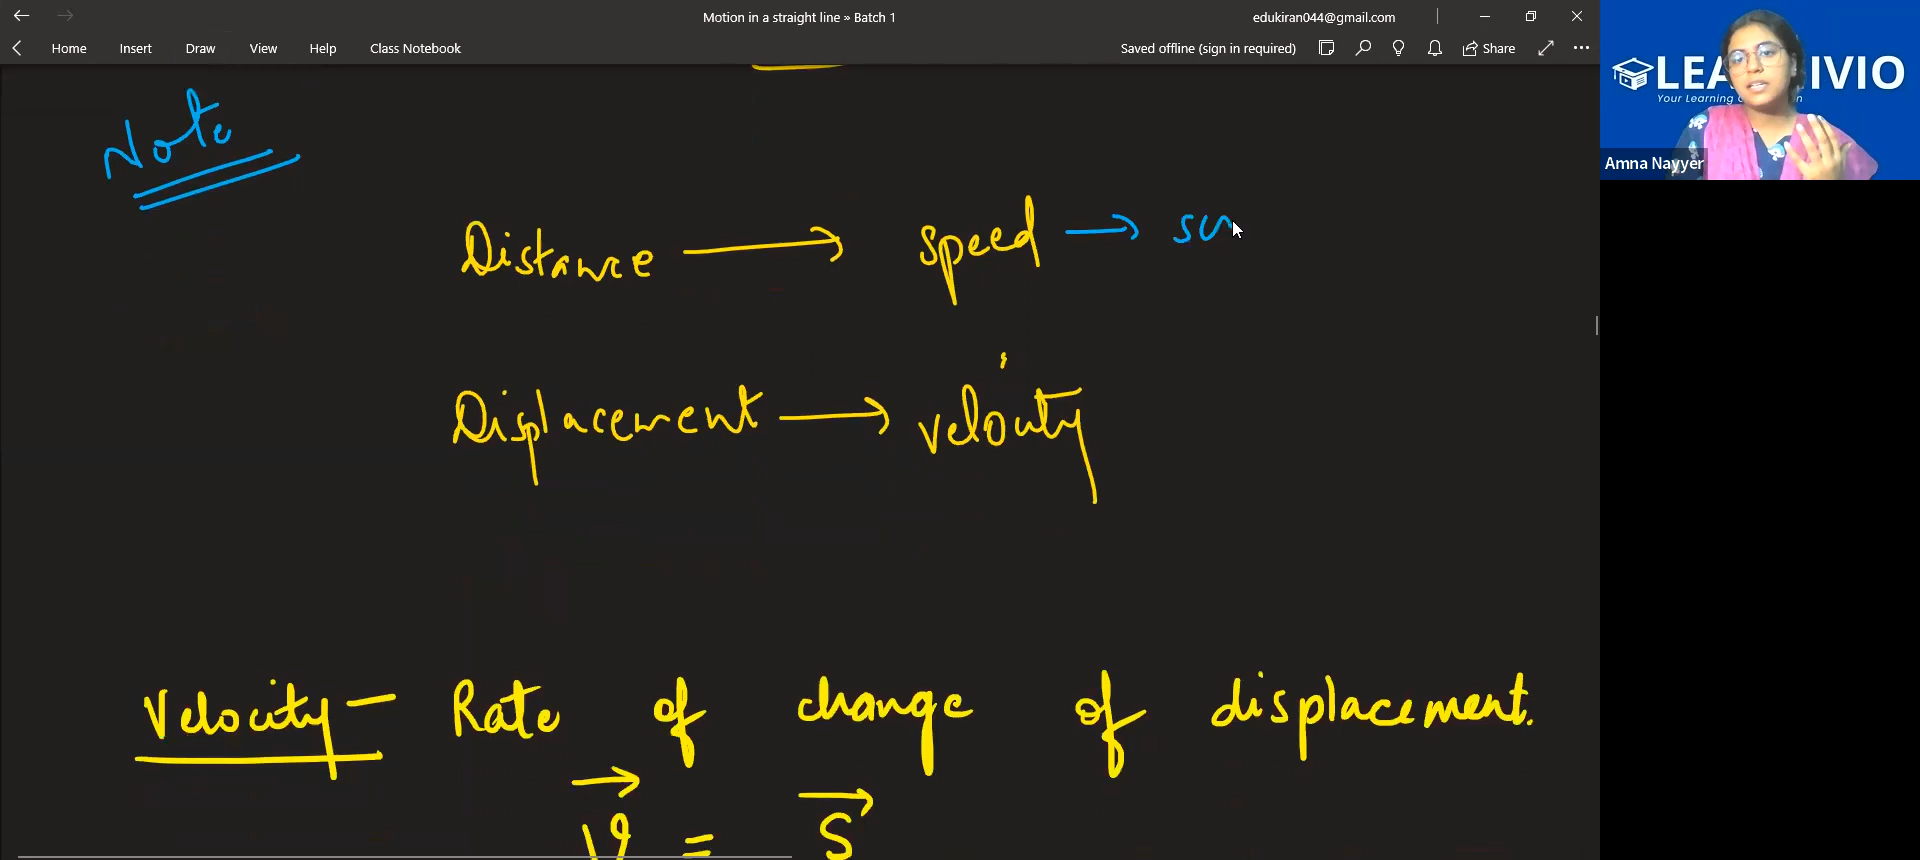 Motion in a straight line » Batch 1
edukiran044@gmail.com
Home Insert Draw View Help Class Notebook
Saved offline (sign in required)
Share
Your Learning
Amna Nayyer
Note
Distance → speed → sca
Displacement → velocity
Velocity – Rate of change of displacement.
v = s